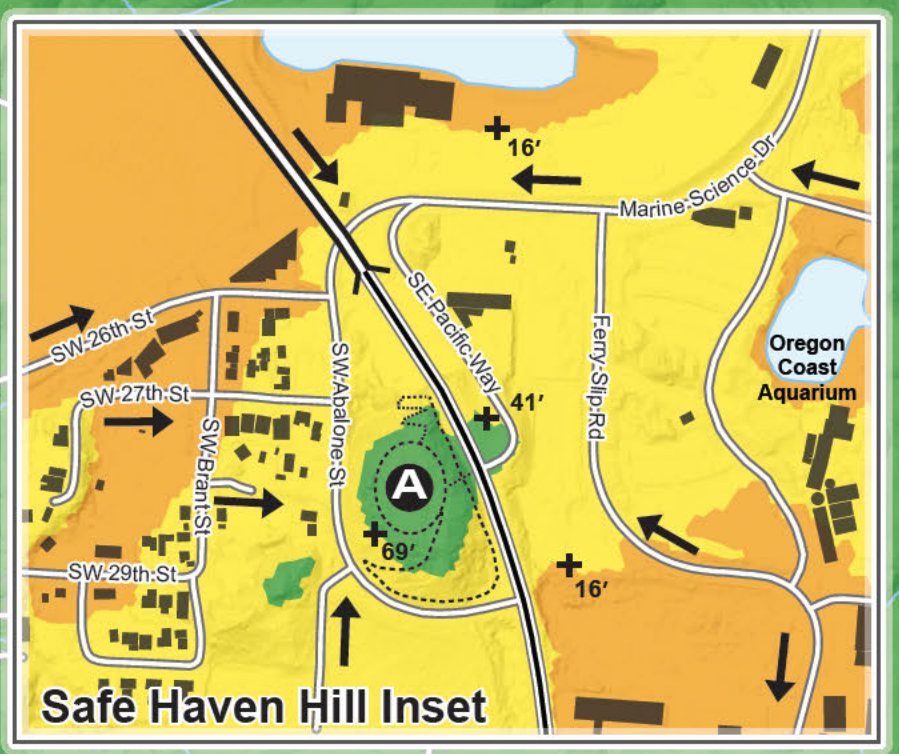 16′
Marine Science Dr
SE Pacific Way
SW 26th St
Ferry Slip Rd
Oregon
Coast
Aquarium
SW Abalone St
SW 27th St
41′
SW Brant St
A
69′
16′
SW 29th St
Safe Haven Hill Inset